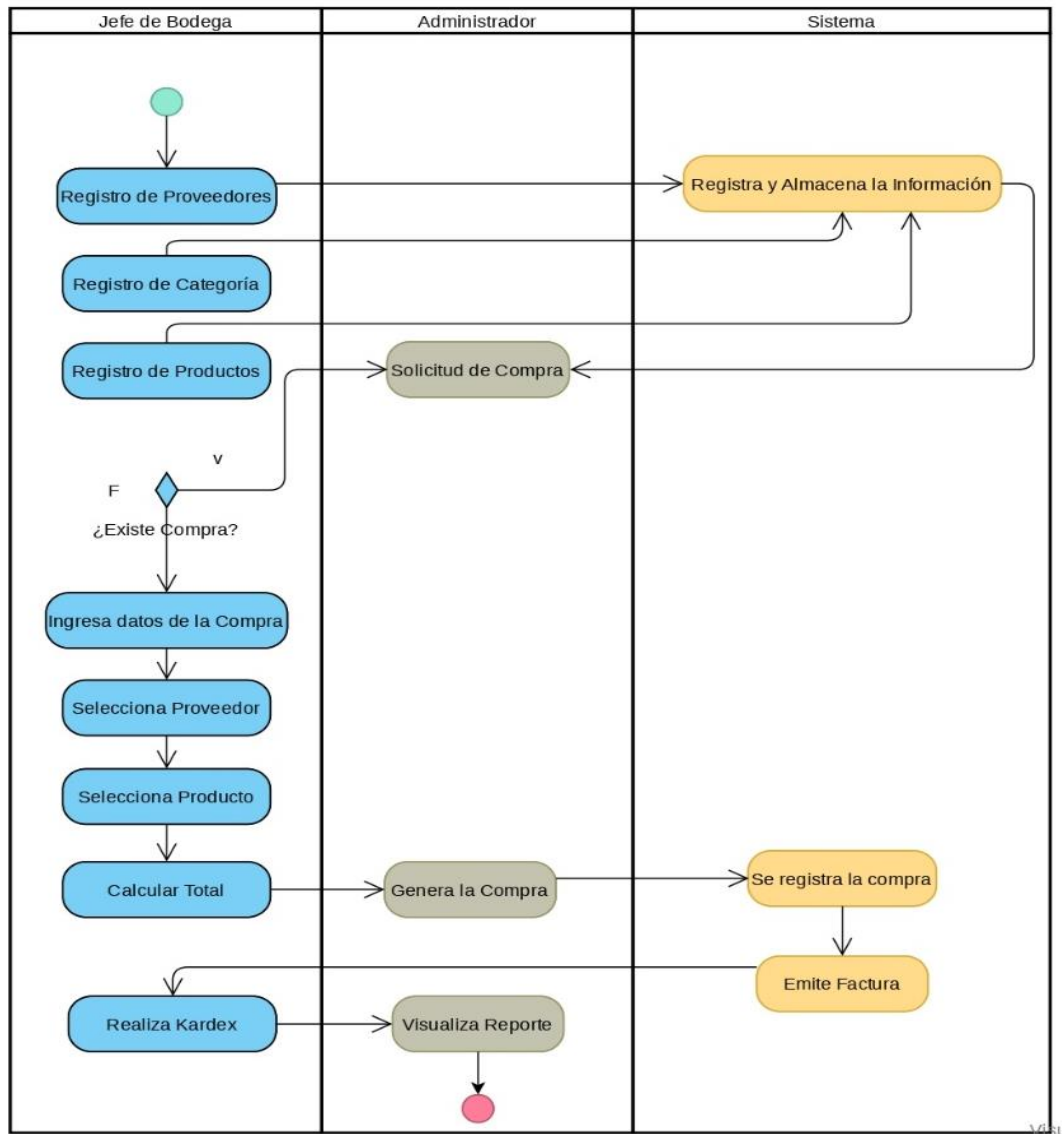 Jefe de Bodega
Administrador
Sistema
Registro de Proveedores
Registra y Almacena la Información
Registro de Categoría
Registro de Productos
Solicitud de Compra
v
F
¿Existe Compra?
Ingresa datos de la Compra
Selecciona Proveedor
Selecciona Producto
Calcular Total
Genera la Compra
Se registra la compra
Emite Factura
Realiza Kardex
Visualiza Reporte